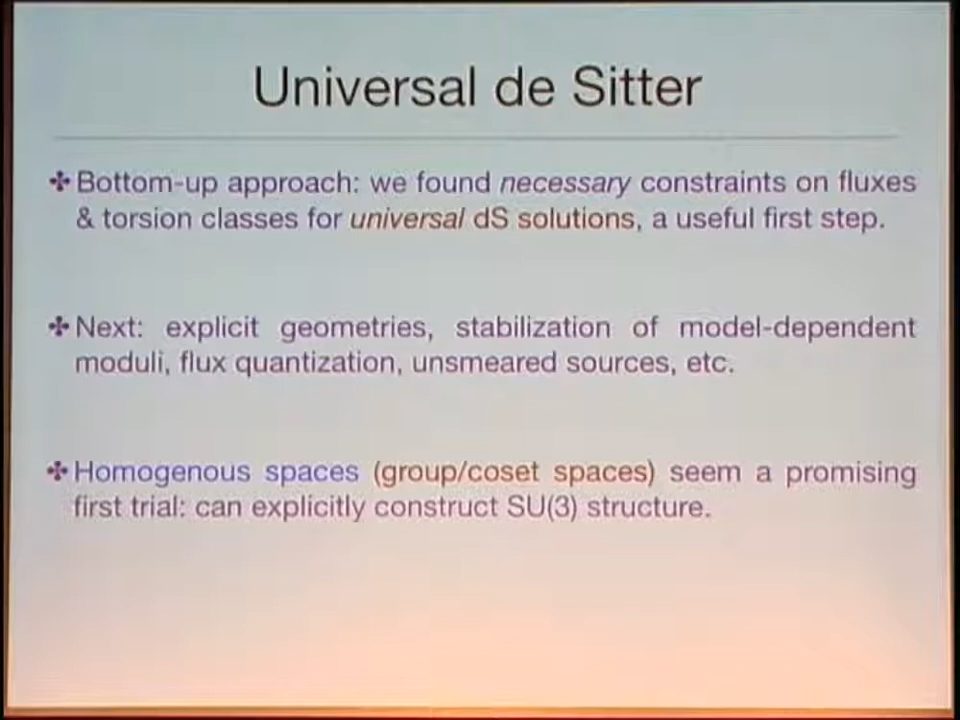 Universal de Sitter
✤ Bottom-up approach: we found necessary constraints on fluxes
& torsion classes for universal dS solutions, a useful first step.
✤ Next: explicit geometries, stabilization of model-dependent
moduli, flux quantization, unsmeared sources, etc.
✤ Homogenous spaces (group/coset spaces) seem a promising
first trial: can explicitly construct SU(3) structure.